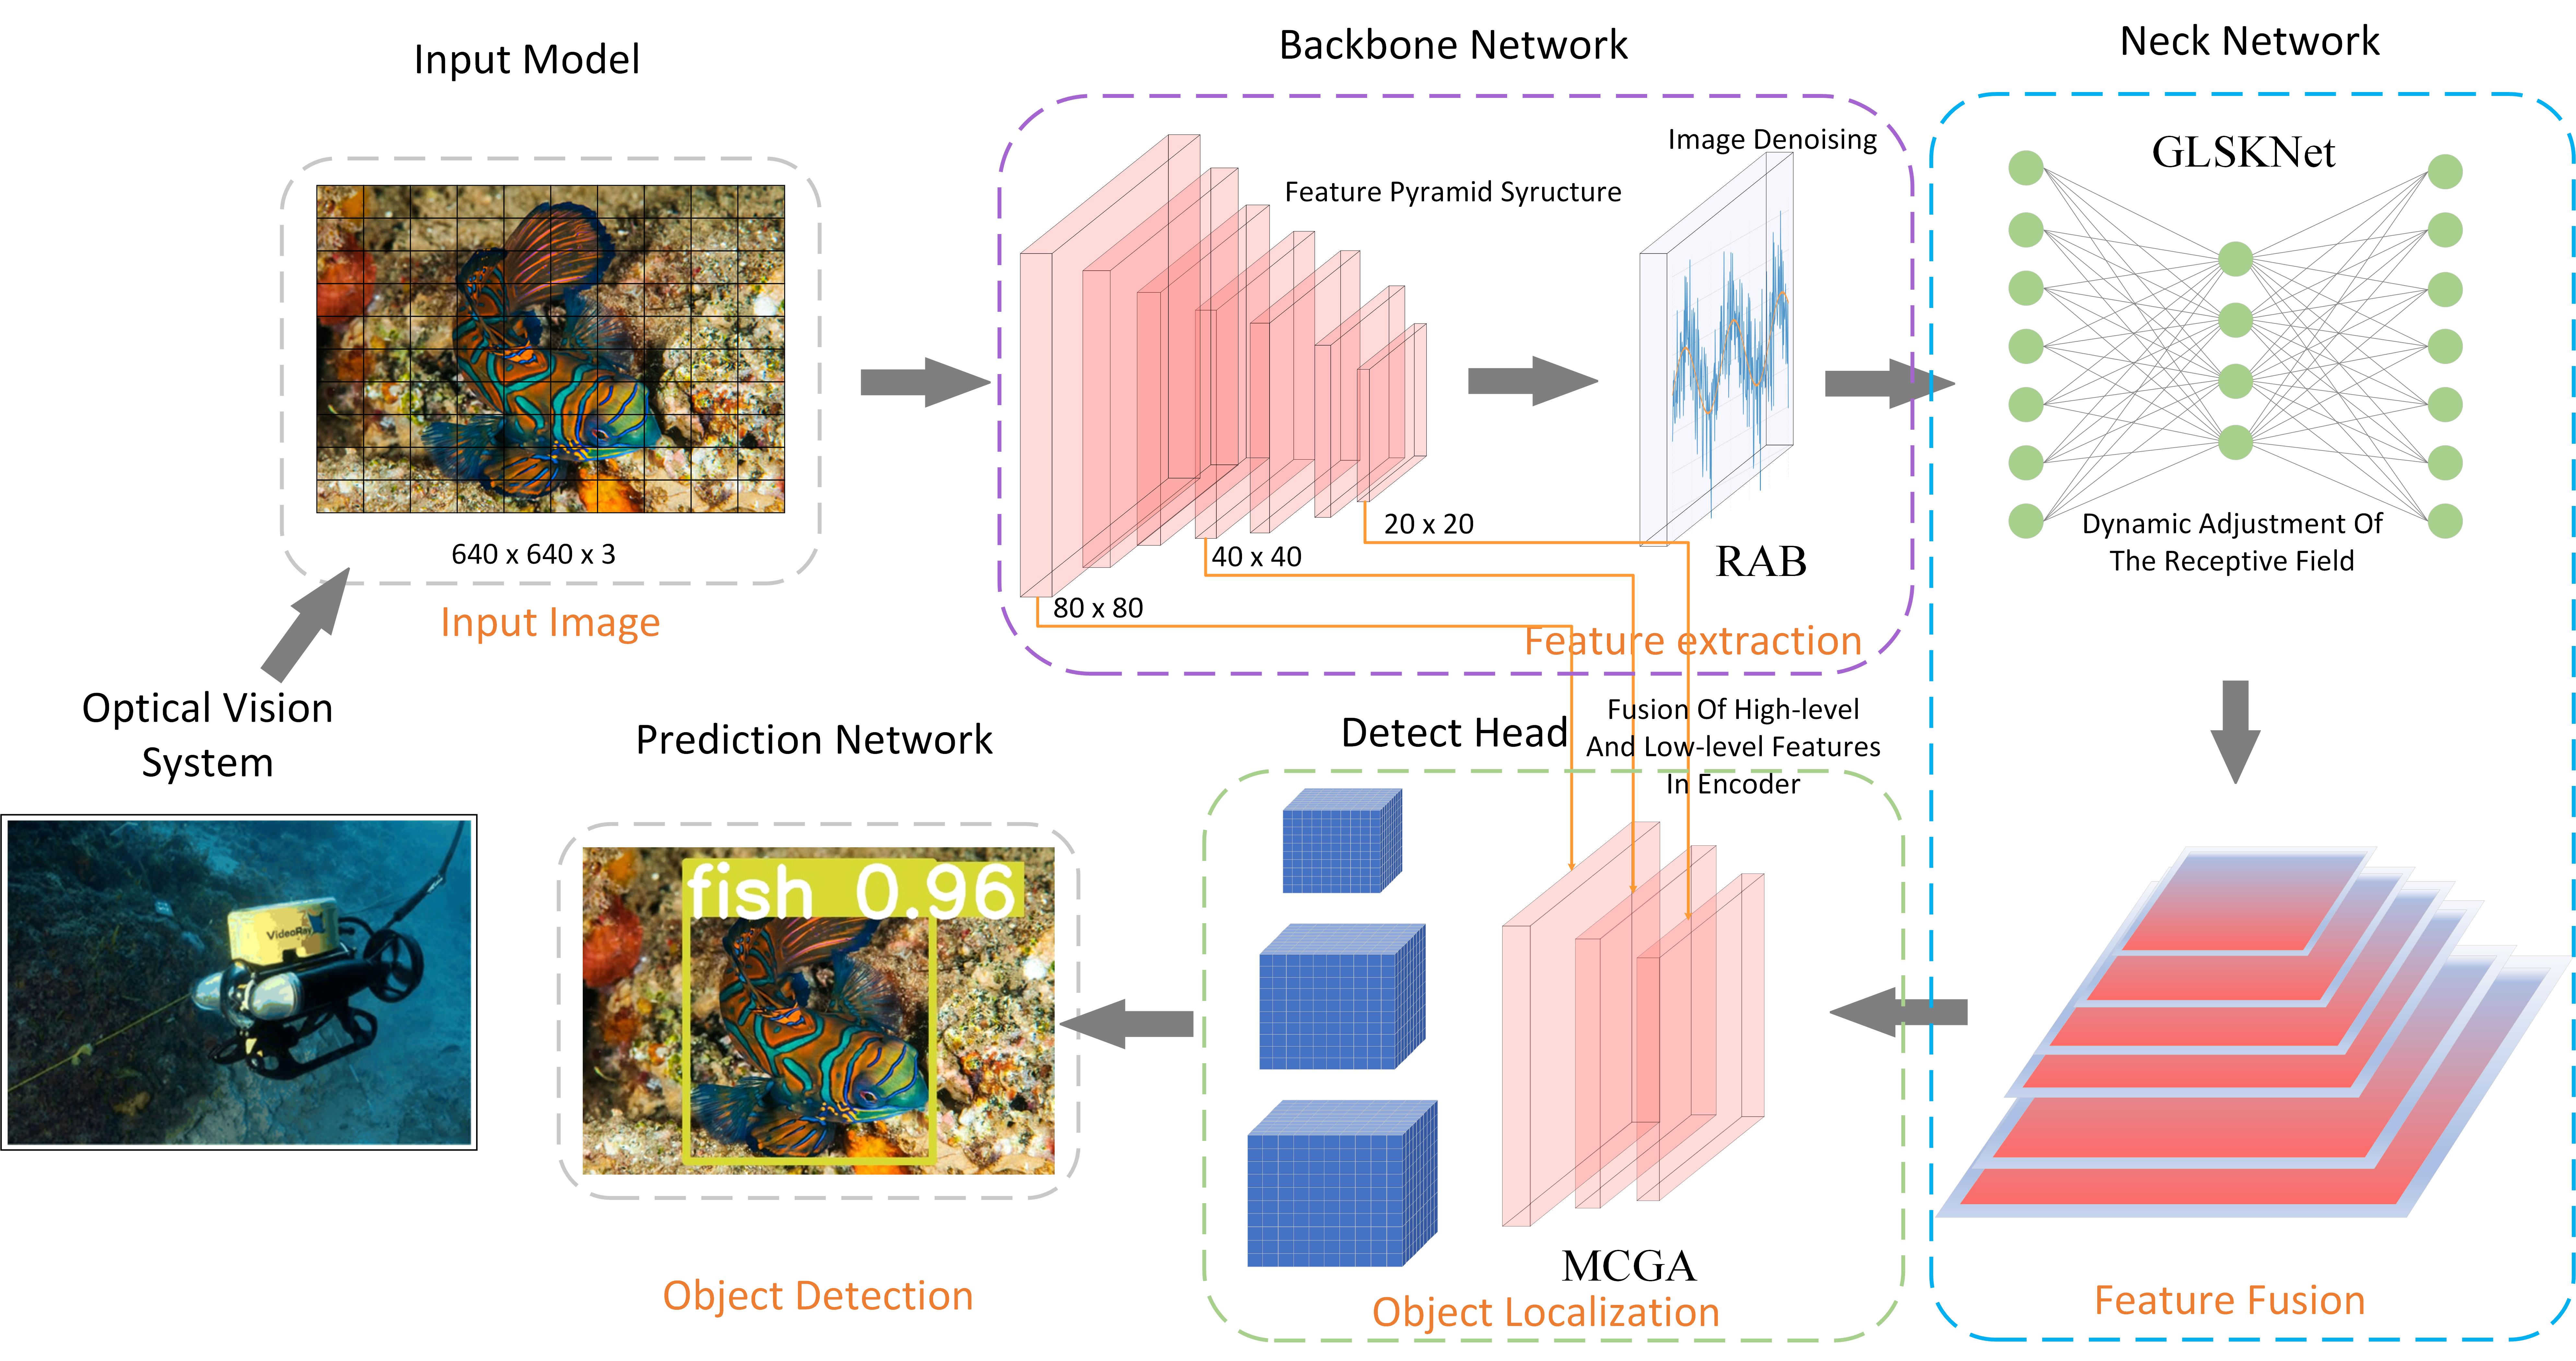 Input Model
640 x 640 x 3
Input Image
Optical Vision
System
VideoRay
Backbone Network
Feature Pyramid Syructure
Image Denoising
20 x 20
40 x 40
80 x 80
RAB
Feature extraction
Neck Network
GLSKNet
Dynamic Adjustment Of
The Receptive Field
Feature Fusion
Detect Head
Fusion Of High-level
And Low-level Features
In Encoder
MCGA
Object Localization
Prediction Network
fish 0.96
Object Detection